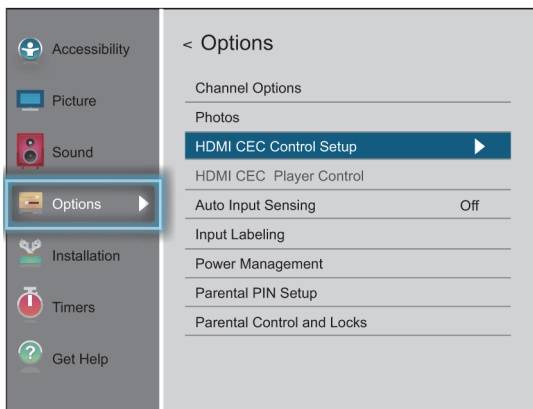 Accessibility
Picture
Sound
Options
Installation
Timers
Get Help
< Options
Channel Options
Photos
HDMI CEC Control Setup
HDMI CEC Player Control
Auto Input Sensing Off
Input Labeling
Power Management
Parental PIN Setup
Parental Control and Locks